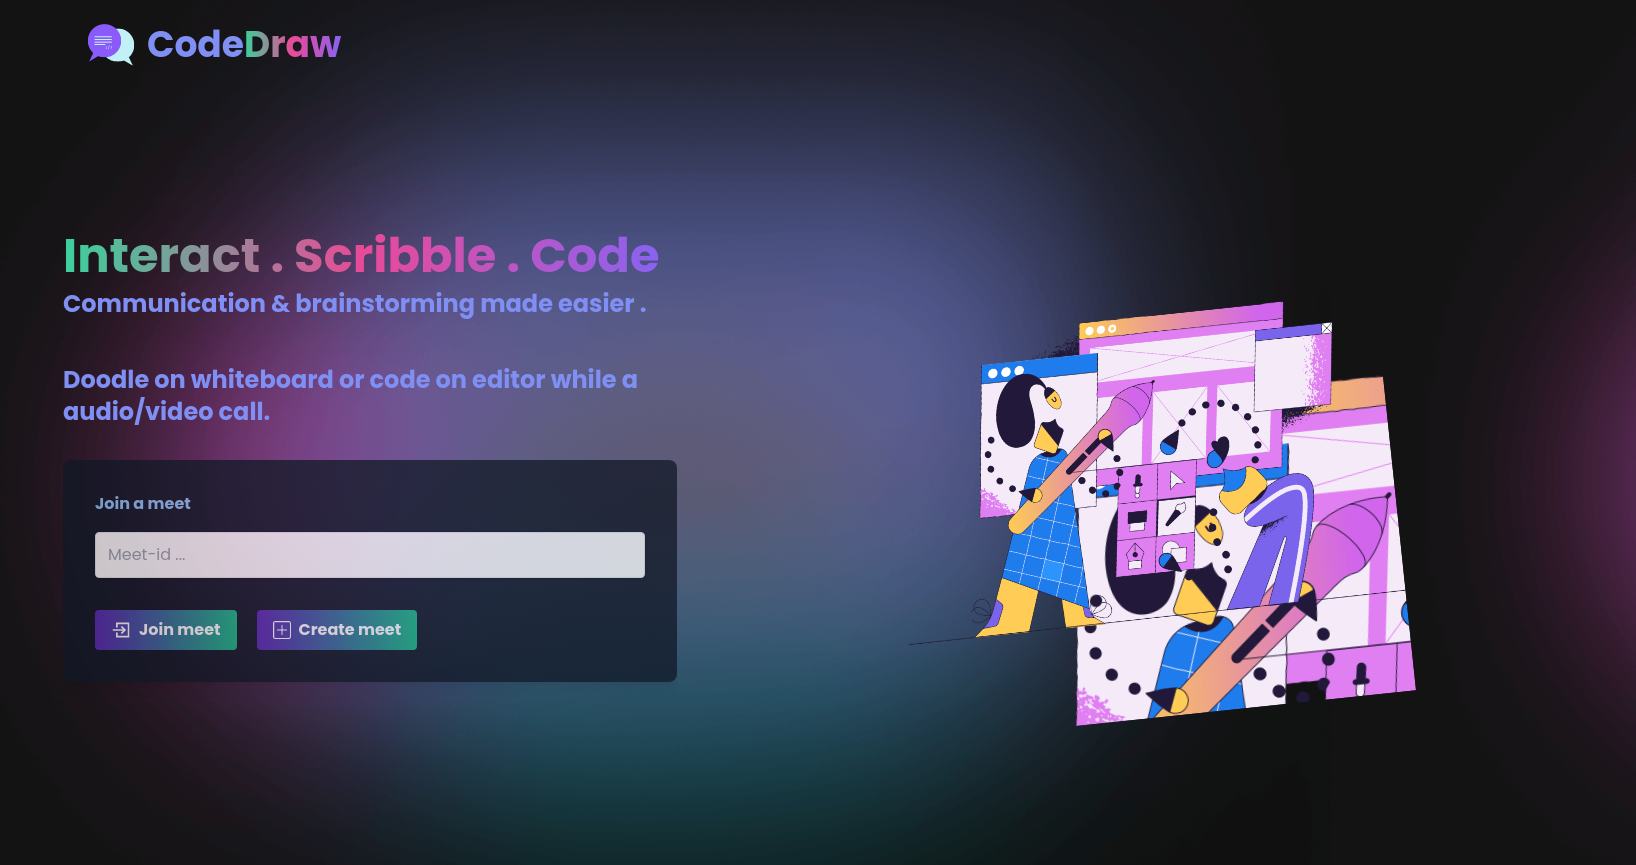 CodeDraw
Interact . Scribble . Code
Communication & brainstorming made easier .
Doodle on whiteboard or code on editor while a
audio/video call.
Join a meet
Meet-id ...
Join meet
Create meet